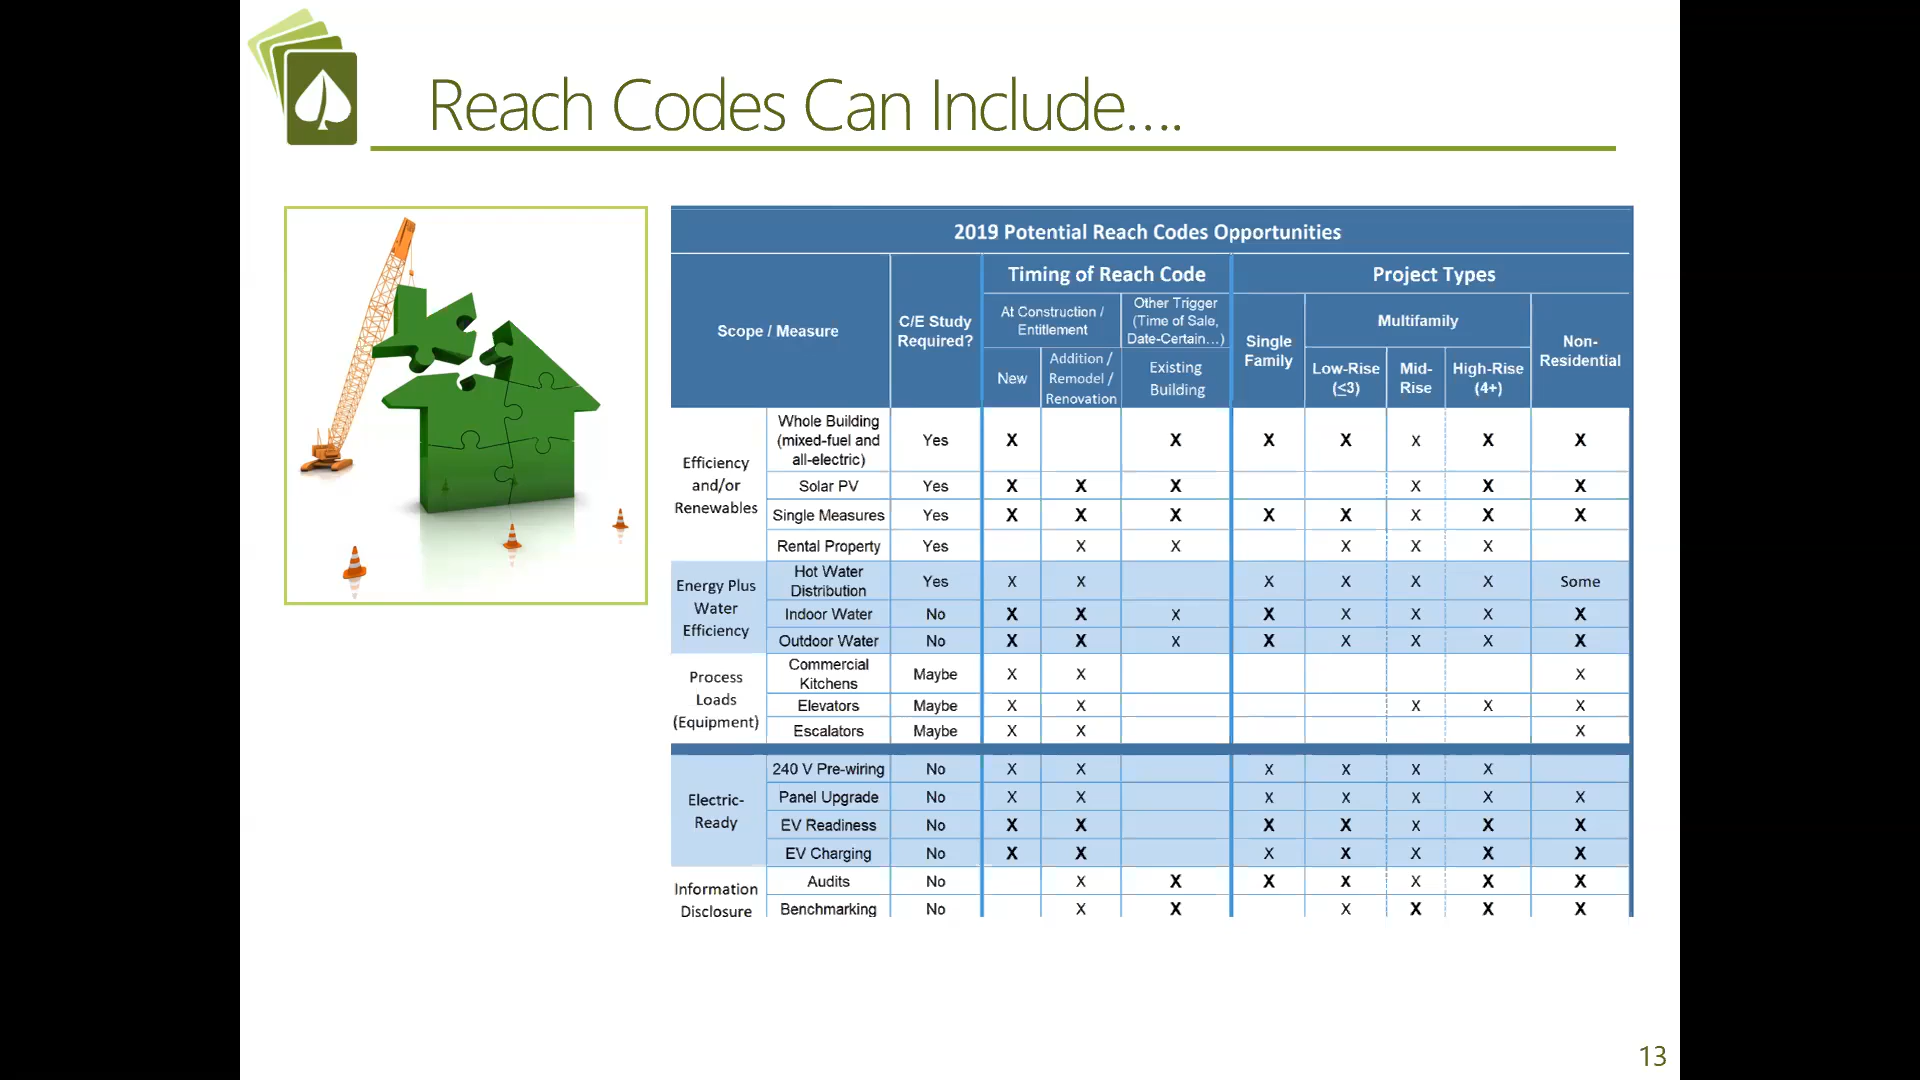 Reach Codes Can Include....
2019 Potential Reach Codes Opportunities
Scope / Measure
C/E Study
Required?
Timing of Reach Code
Project Types
At Construction /
Entitlement
Other Trigger
(Time of Sale,
Date-Certain...)
Single
Family
Multifamily
Non-
Residential
New
Addition /
Remodel /
Renovation
Existing
Building
Low-Rise
(<3)
Mid-
Rise
High-Rise
(4+)
Efficiency
and/or
Renewables
Whole Building
(mixed-fuel and
all-electric)
Yes X X X X X X X
Solar PV Yes X X X X X X
Single Measures Yes X X X X X X X X
Rental Property Yes X X X X X
Energy Plus
Water
Efficiency
Hot Water
Distribution
Yes X X X X X X Some
Indoor Water No X X X X X X X X
Outdoor Water No X X X X X X X X
Process
Loads
(Equipment)
Commercial
Kitchens
Maybe X X X
Elevators Maybe X X X X X
Escalators Maybe X X X
Electric-
Ready
240 V Pre-wiring No X X X X X X
Panel Upgrade No X X X X X X X
EV Readiness No X X X X X X X
EV Charging No X X X X X X X
Information
Disclosure
Audits No X X X X X X X
Benchmarking No X X X X X X
13